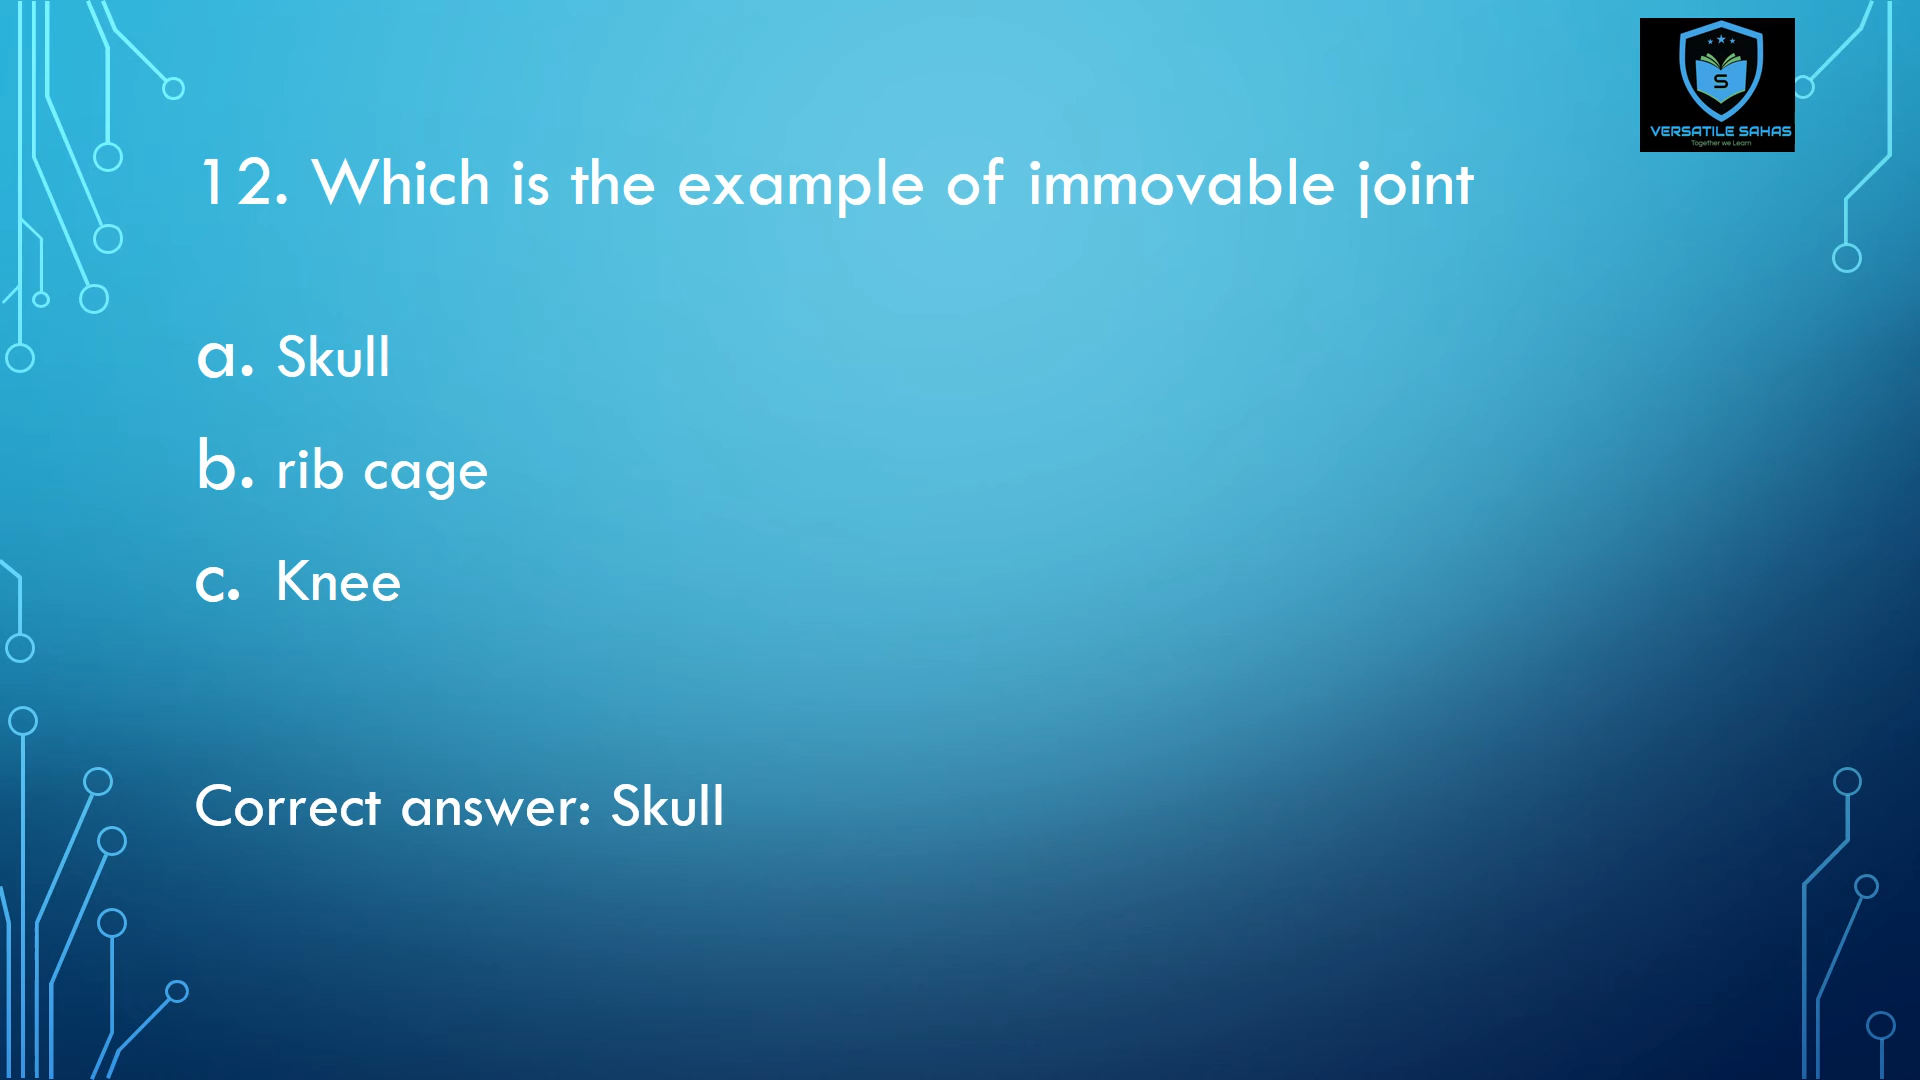 S
VERSATILE SAHAS
Together we Learn
12. Which is the example of immovable joint
a. Skull
b. rib cage
c. Knee
Correct answer: Skull